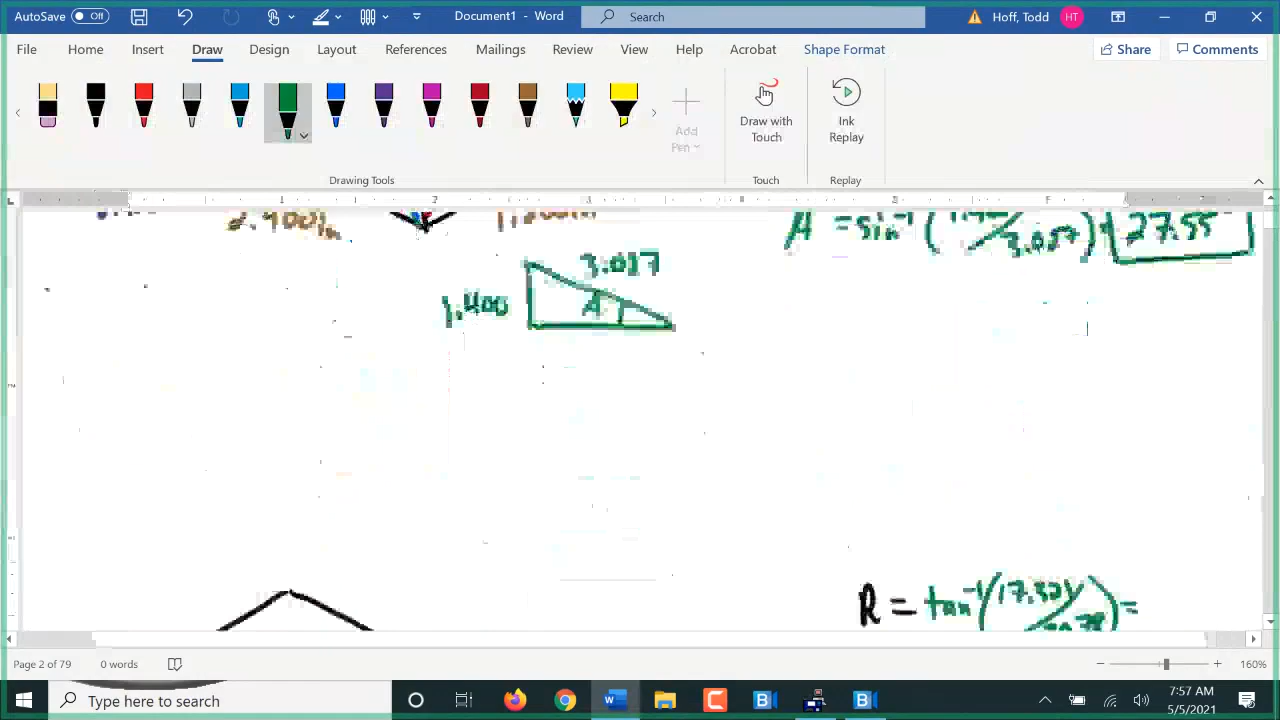 AutoSave Off Document1 - Word Search Hoff, Todd HT
File Home Insert Draw Design Layout References Mailings Review View Help Acrobat Shape Format Share Comments
Add Pen
Draw with Touch
Ink Replay
Drawing Tools Touch Replay
A = sin 27.55
3.027
1.400
A
R = tan⁻¹(17.324/ ) =
Page 2 of 79 0 words 160%
Type here to search
7:57 AM
5/5/2021